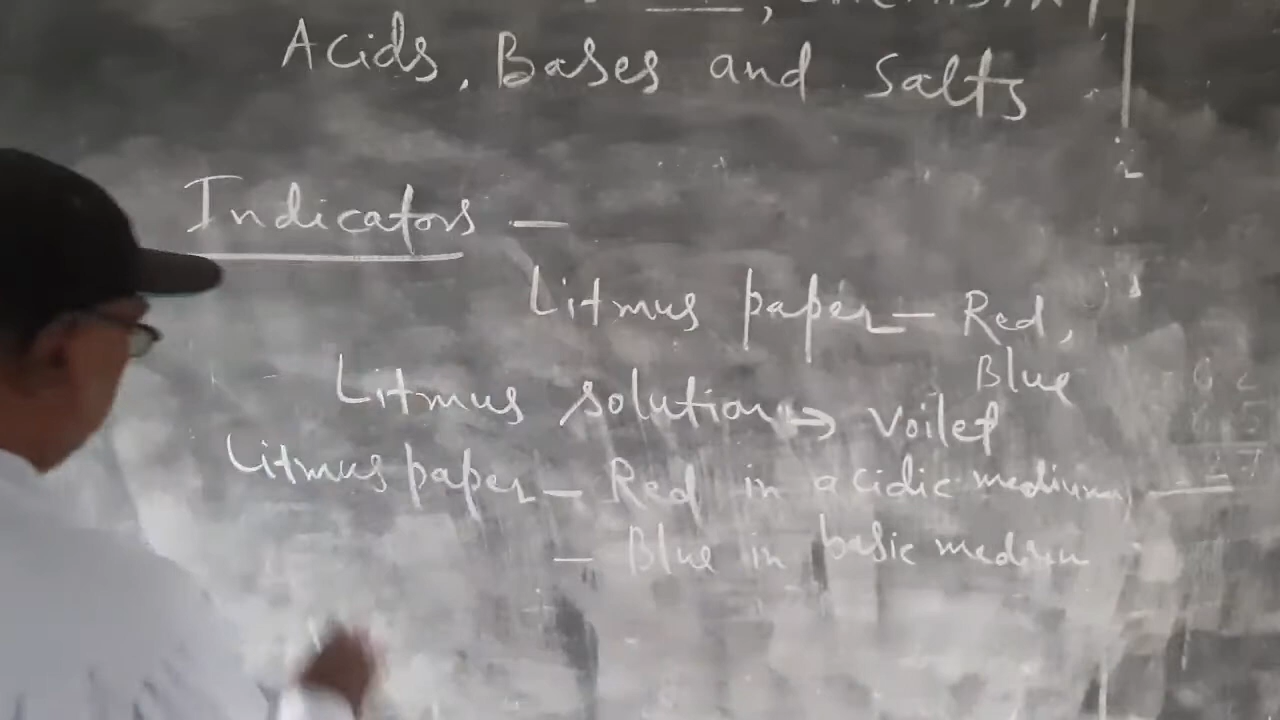 Acids, Bases and Salts
Indicators —
Litmus paper — Red,
Blue
Litmus solution → Voilet
Litmus paper — Red in acidic medium,
— Blue in basic medium